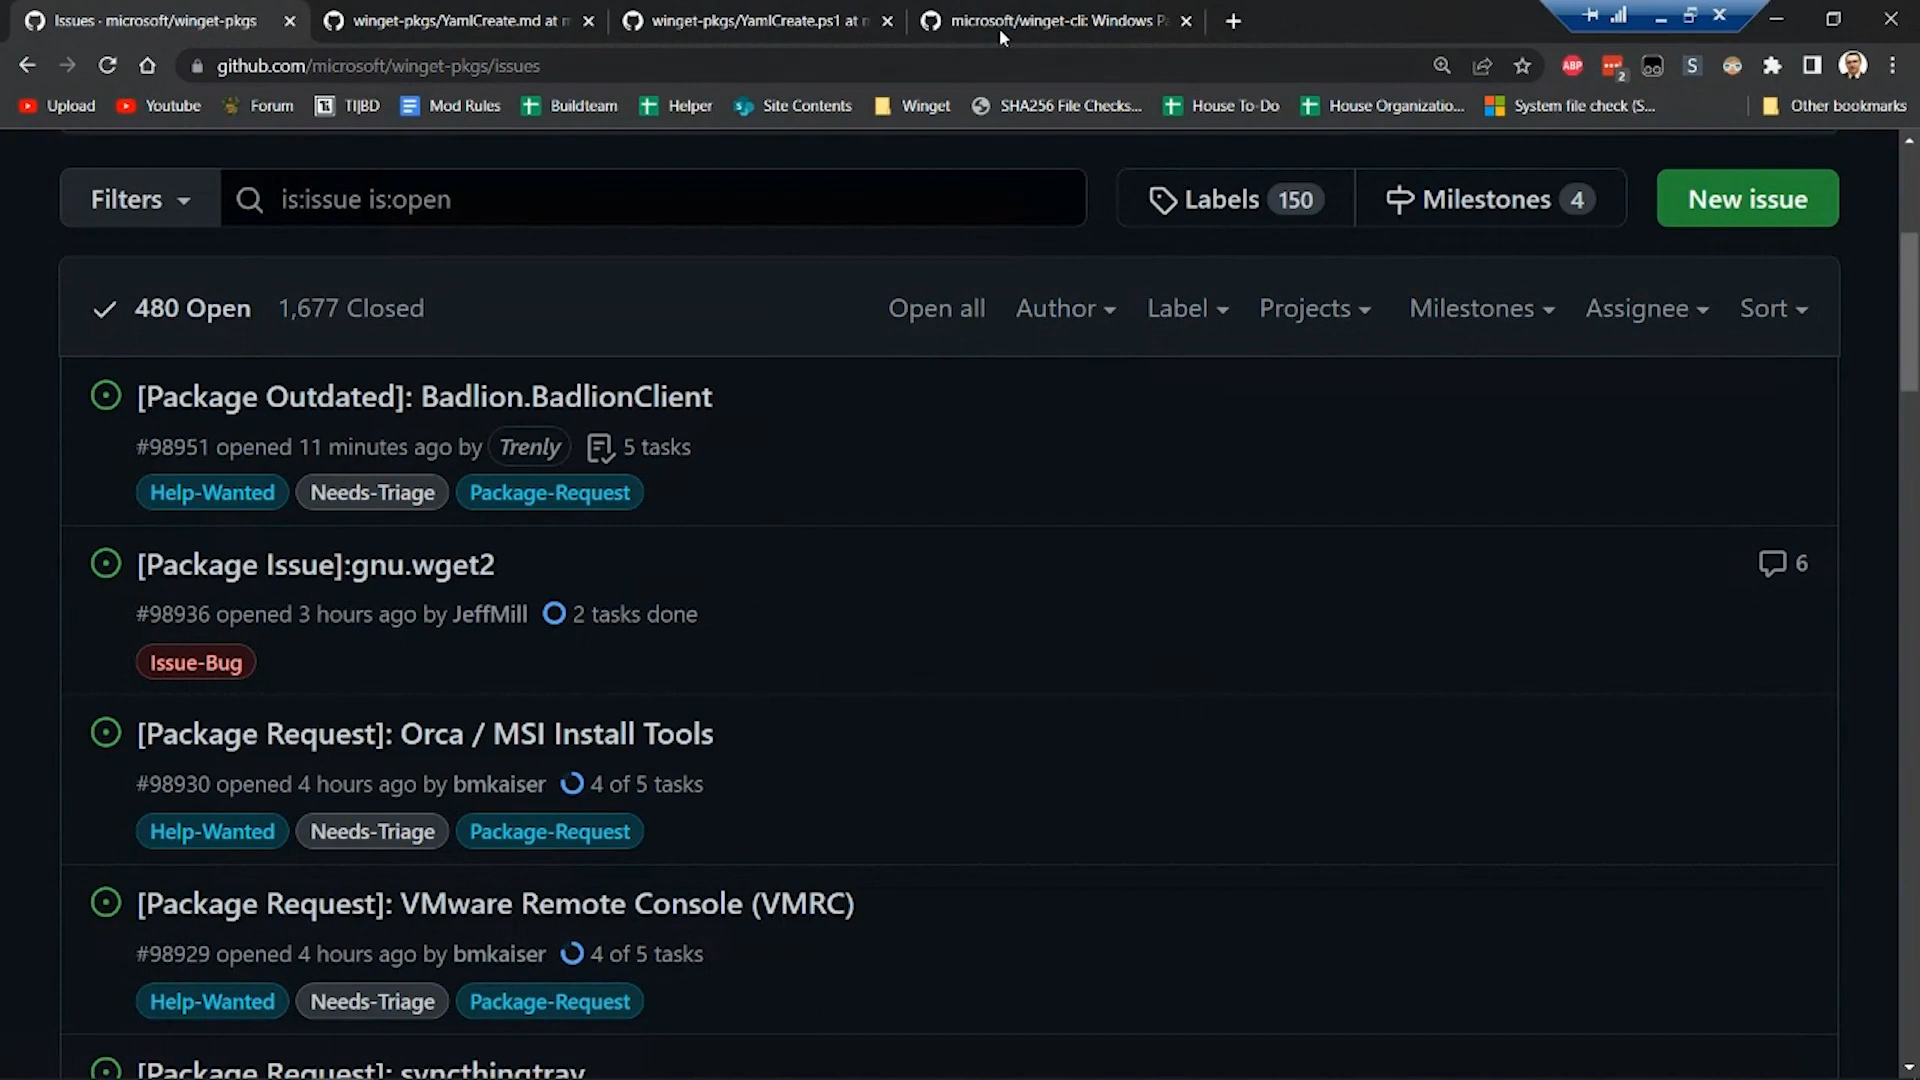 Issues · microsoft/winget-pkgs
winget-pkgs/YamlCreate.md at m
winget-pkgs/YamlCreate.ps1 at m
microsoft/winget-cli: Windows Pa
github.com/microsoft/winget-pkgs/issues
ABP
2
S
Upload
Youtube
Forum
TI|BD
Mod Rules
Buildteam
Helper
Site Contents
Winget
SHA256 File Checks...
House To-Do
House Organizatio...
System file check (S...
Other bookmarks
Filters
is:issue is:open
Labels 150
Milestones 4
New issue
480 Open
1,677 Closed
Open all
Author
Label
Projects
Milestones
Assignee
Sort
[Package Outdated]: Badlion.BadlionClient
#98951 opened 11 minutes ago by Trenly 5 tasks
Help-Wanted Needs-Triage Package-Request
[Package Issue]:gnu.wget2
6
#98936 opened 3 hours ago by JeffMill 2 tasks done
Issue-Bug
[Package Request]: Orca / MSI Install Tools
#98930 opened 4 hours ago by bmkaiser 4 of 5 tasks
Help-Wanted Needs-Triage Package-Request
[Package Request]: VMware Remote Console (VMRC)
#98929 opened 4 hours ago by bmkaiser 4 of 5 tasks
Help-Wanted Needs-Triage Package-Request
[Package Request]: syncthingtray